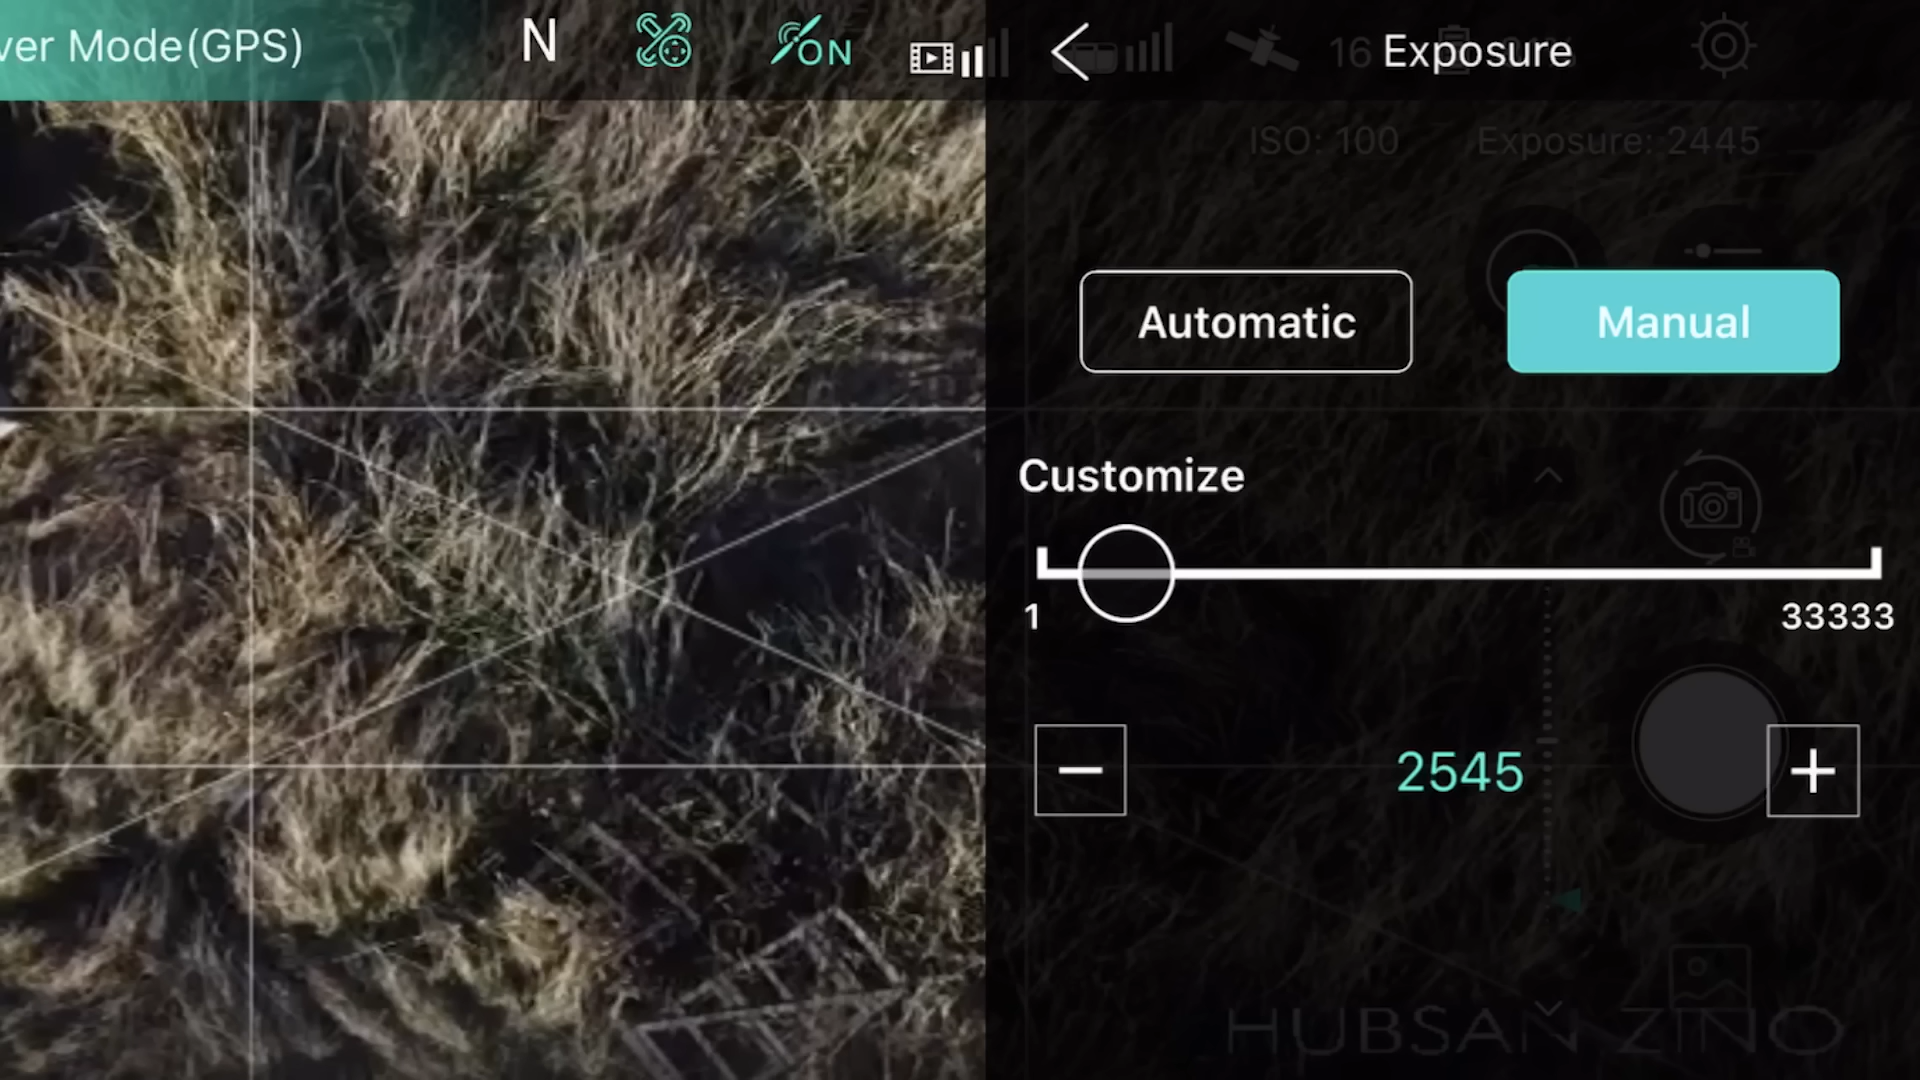 ver Mode(GPS)
N
ON
16
Exposure
ISO: 100
Exposure: 2445
Automatic
Manual
Customize
1
33333
2545
HUBSAN ZINO